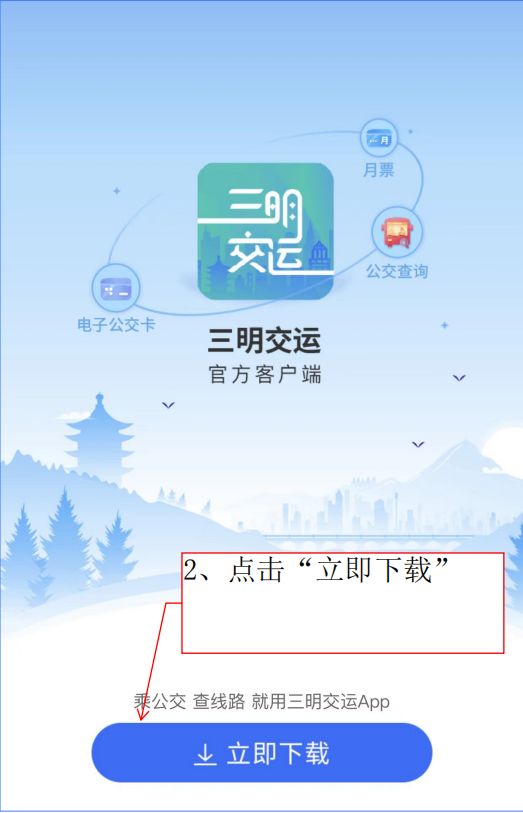 月
月票
三明
交运
公交查询
电子公交卡
三明交运
官方客户端
2、点击“立即下载”
乘公交 查线路 就用三明交运App
立即下载